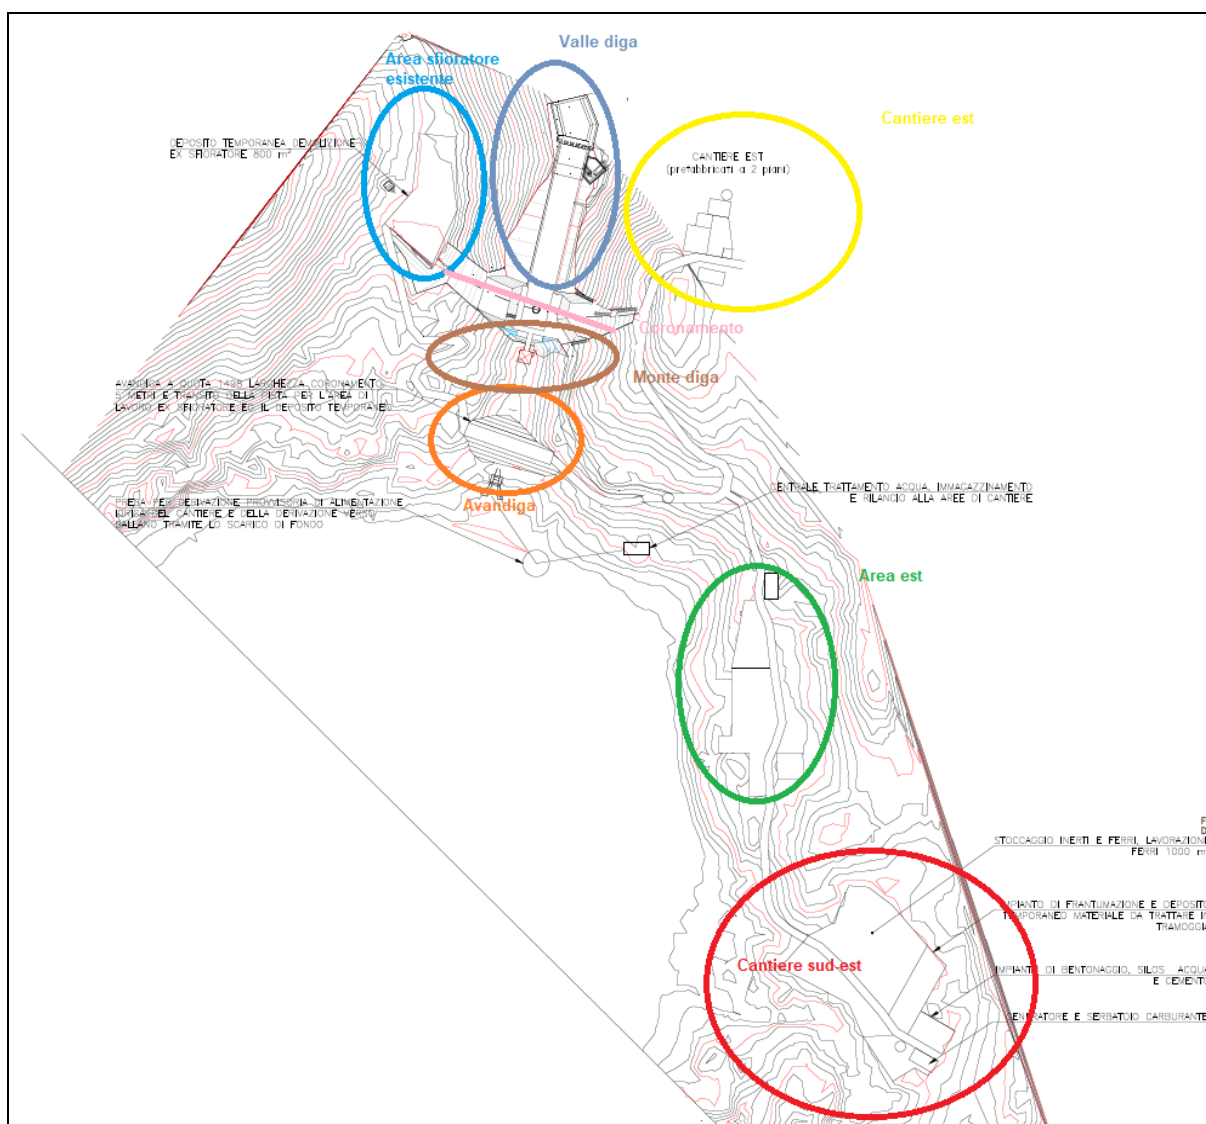 Valle diga
Area sfioratore
esistente
Cantiere est
DEPOSITO TEMPORANEA DEMOLIZIONE
EX SFIORATORE 800 m²
CANTIERE EST
(prefabbricati a 2 piani)
Coronamento
Monte diga
AVANDIGA A QUOTA 1498 LARGHEZZA CORONAMENTO
5 METRI E TRANSITO DELLA PISTA PER L'AREA DI
LAVORO EX SFIORATORE ED IL DEPOSITO TEMPORANEO
CENTRALE TRATTAMENTO ACQUA, IMMAGAZZINAMENTO
E RILANCIO ALLA AREE DI CANTIERE
PRESA PER DERIVAZIONE PROVVISORIA DI ALIMENTAZIONE
IDRICA DEL CANTIERE E DELLA DERIVAZIONE VERSO
BALLANO TRAMITE LO SCARICO DI FONDO
Avandiga
Area est
F
D
STOCCAGGIO INERTI E FERRI, LAVORAZIONI
FERRI 1000 m
IMPIANTO DI FRANTUMAZIONE E DEPOSITO
TEMPORANEO MATERIALE DA TRATTARE IN
TRAMOGGIA
Cantiere sud-est
IMPIANTO DI BENTONAGGIO, SILOS ACQUA
E CEMENTO
GENERATORE E SERBATOIO CARBURANTE